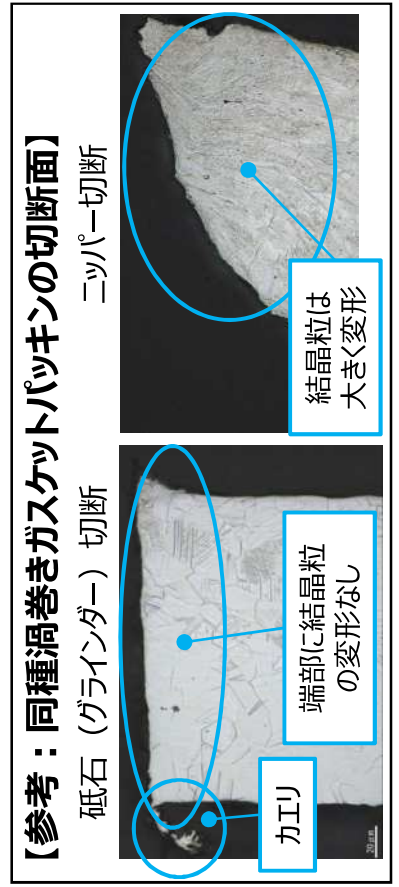 【参考：同種渦巻きガスケットパッキンの切断面】
砥石（グラインダー）切断
ニッパー切断
カエリ
端部に結晶粒
の変形なし
結晶粒は
大きく変形
20μm